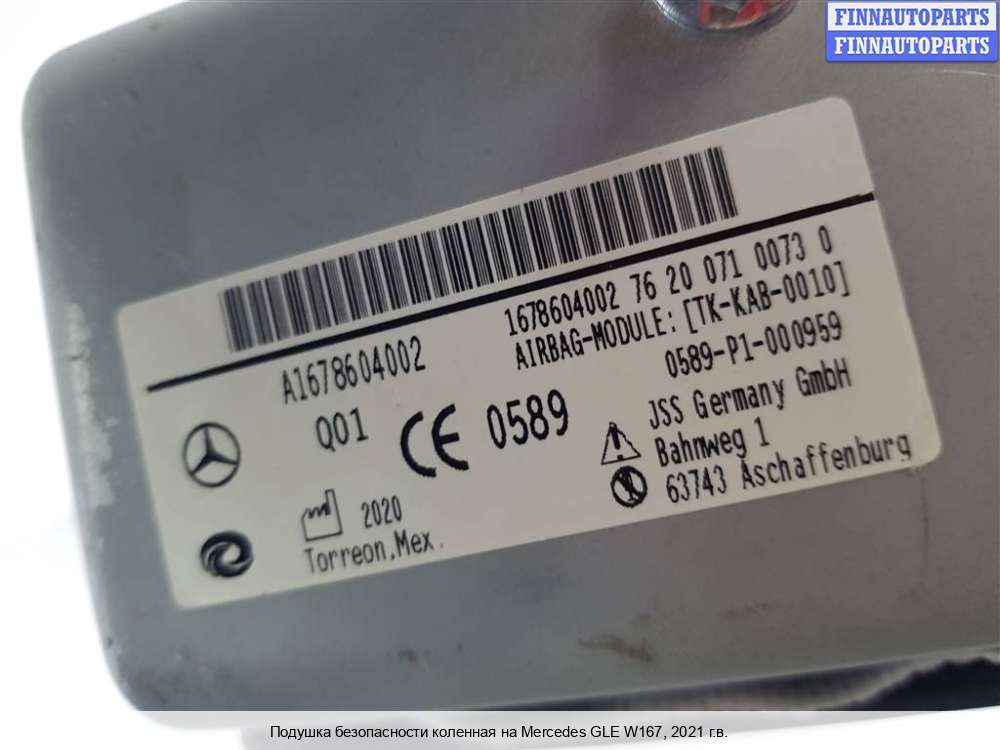 FINNAUTOPARTS
FINNAUTOPARTS
1678604002 76 20 071 0073 0
A1678604002
AIRBAG-MODULE: [TK-KAB-0010]
Q01
0589-P1-000959
CE 0589
JSS Germany GmbH
Bahnweg 1
63743 Aschaffenburg
2020
Torreon, Mex.
Подушка безопасности коленная на Mercedes GLE W167, 2021 г.в.